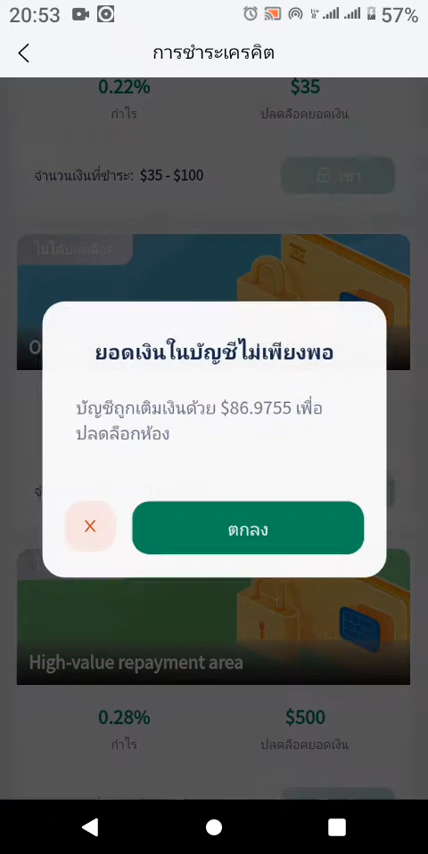 20:53
57%
การชำระเครดิต
0.22%
$35
กำไร
ปลดล็อคยอดเงิน
จำนวนเงินที่ชำระ: $35 - $100
เข้า
ยอดเงินในบัญชีไม่เพียงพอ
บัญชีถูกเติมเงินด้วย $86.9755 เพื่อ
ปลดล็อกห้อง
X
ตกลง
High-value repayment area
0.28%
$500
กำไร
ปลดล็อคยอดเงิน